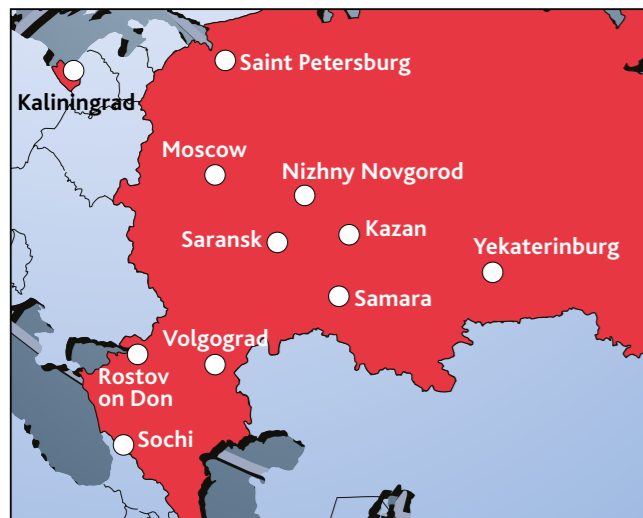 Saint Petersburg
Kaliningrad
Moscow
Nizhny Novgorod
Kazan
Saransk
Yekaterinburg
Samara
Volgograd
Rostov
on Don
Sochi